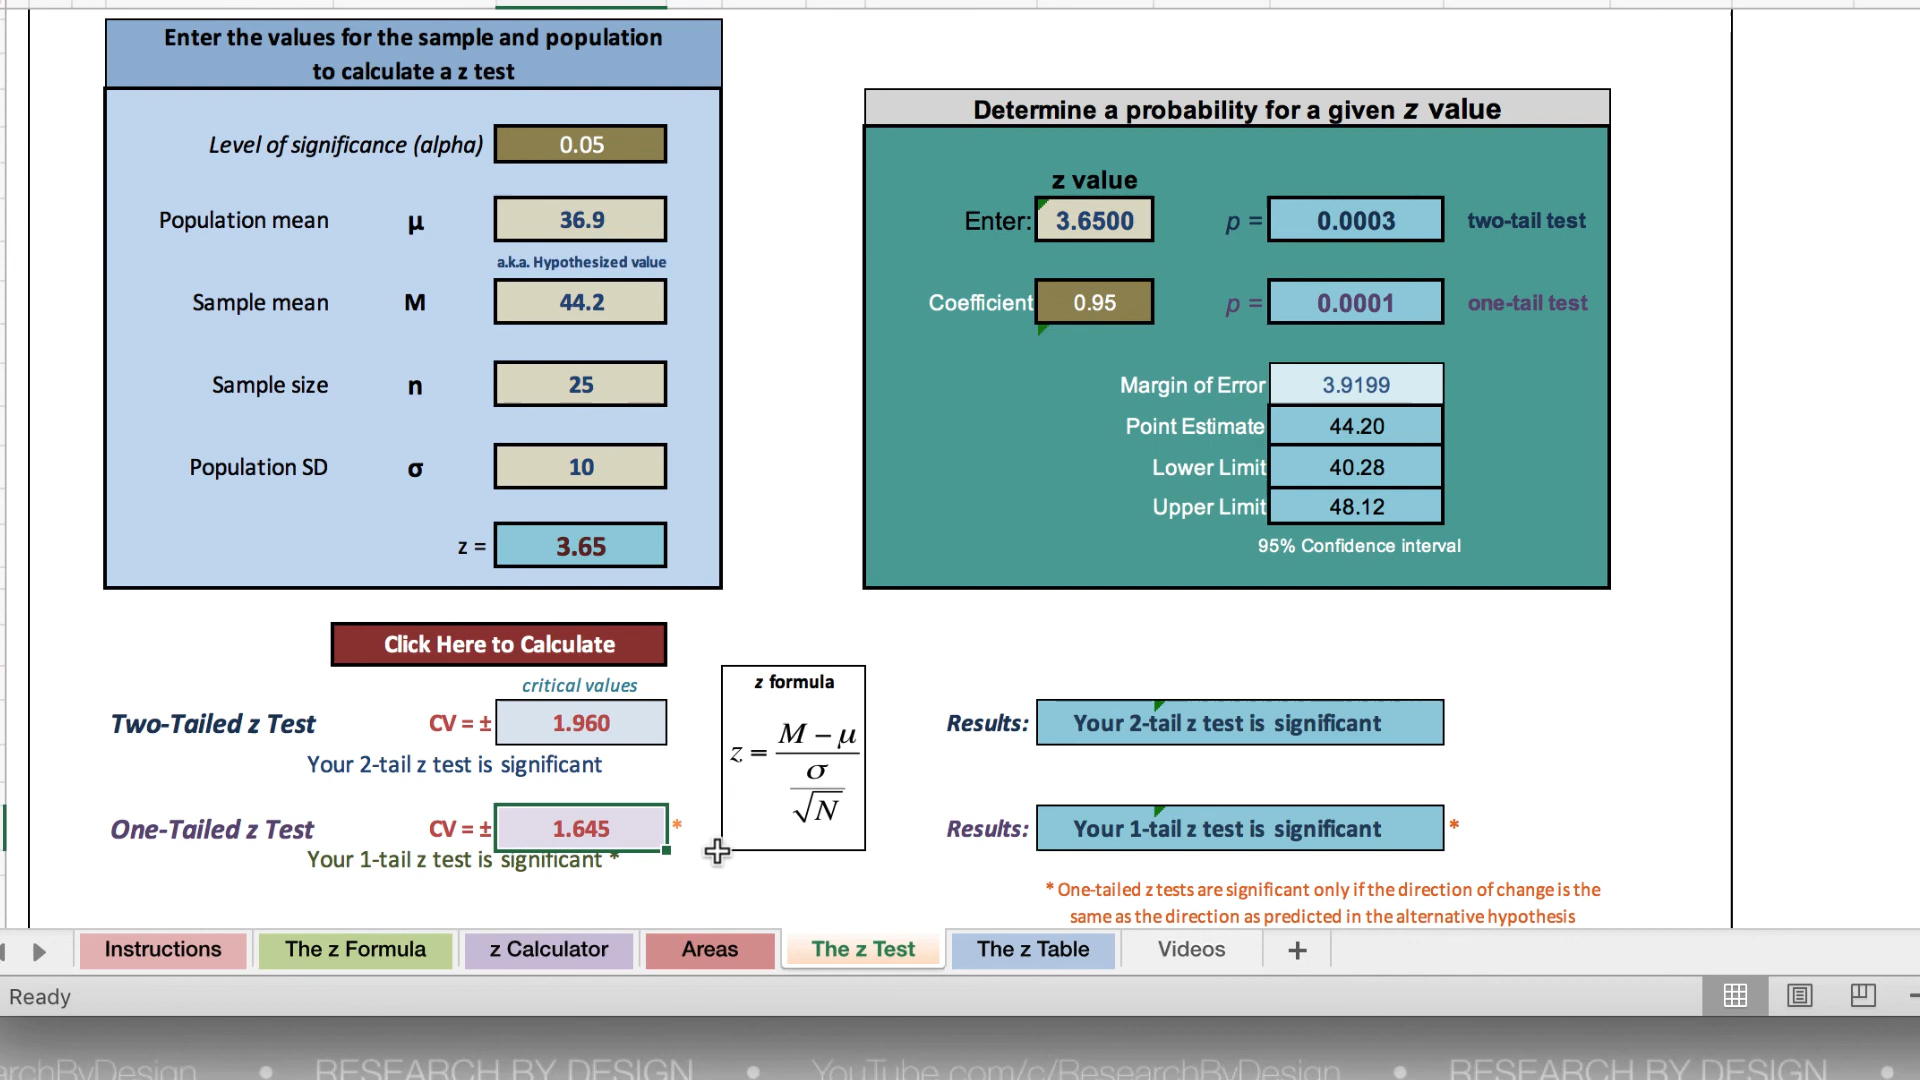 Enter the values for the sample and population
to calculate a z test
Level of significance (alpha) 0.05
Population mean μ 36.9
a.k.a. Hypothesized value
Sample mean M 44.2
Sample size n 25
Population SD σ 10
z = 3.65
Determine a probability for a given z value
z value
Enter: 3.6500 p = 0.0003 two-tail test
Coefficient 0.95 p = 0.0001 one-tail test
Margin of Error 3.9199
Point Estimate 44.20
Lower Limit 40.28
Upper Limit 48.12
95% Confidence interval
Click Here to Calculate
critical values
Two-Tailed z Test CV = ± 1.960
Your 2-tail z test is significant
One-Tailed z Test CV = ± 1.645 *
Your 1-tail z test is significant *
z formula
z = M − μ
σ
√N
Results: Your 2-tail z test is significant
Results: Your 1-tail z test is significant *
* One-tailed z tests are significant only if the direction of change is the
same as the direction as predicted in the alternative hypothesis
Instructions The z Formula z Calculator Areas The z Test The z Table Videos +
Ready
archByDesign • RESEARCH BY DESIGN • YouTube.com/c/ResearchByDesign • RESEARCH BY DESIGN •